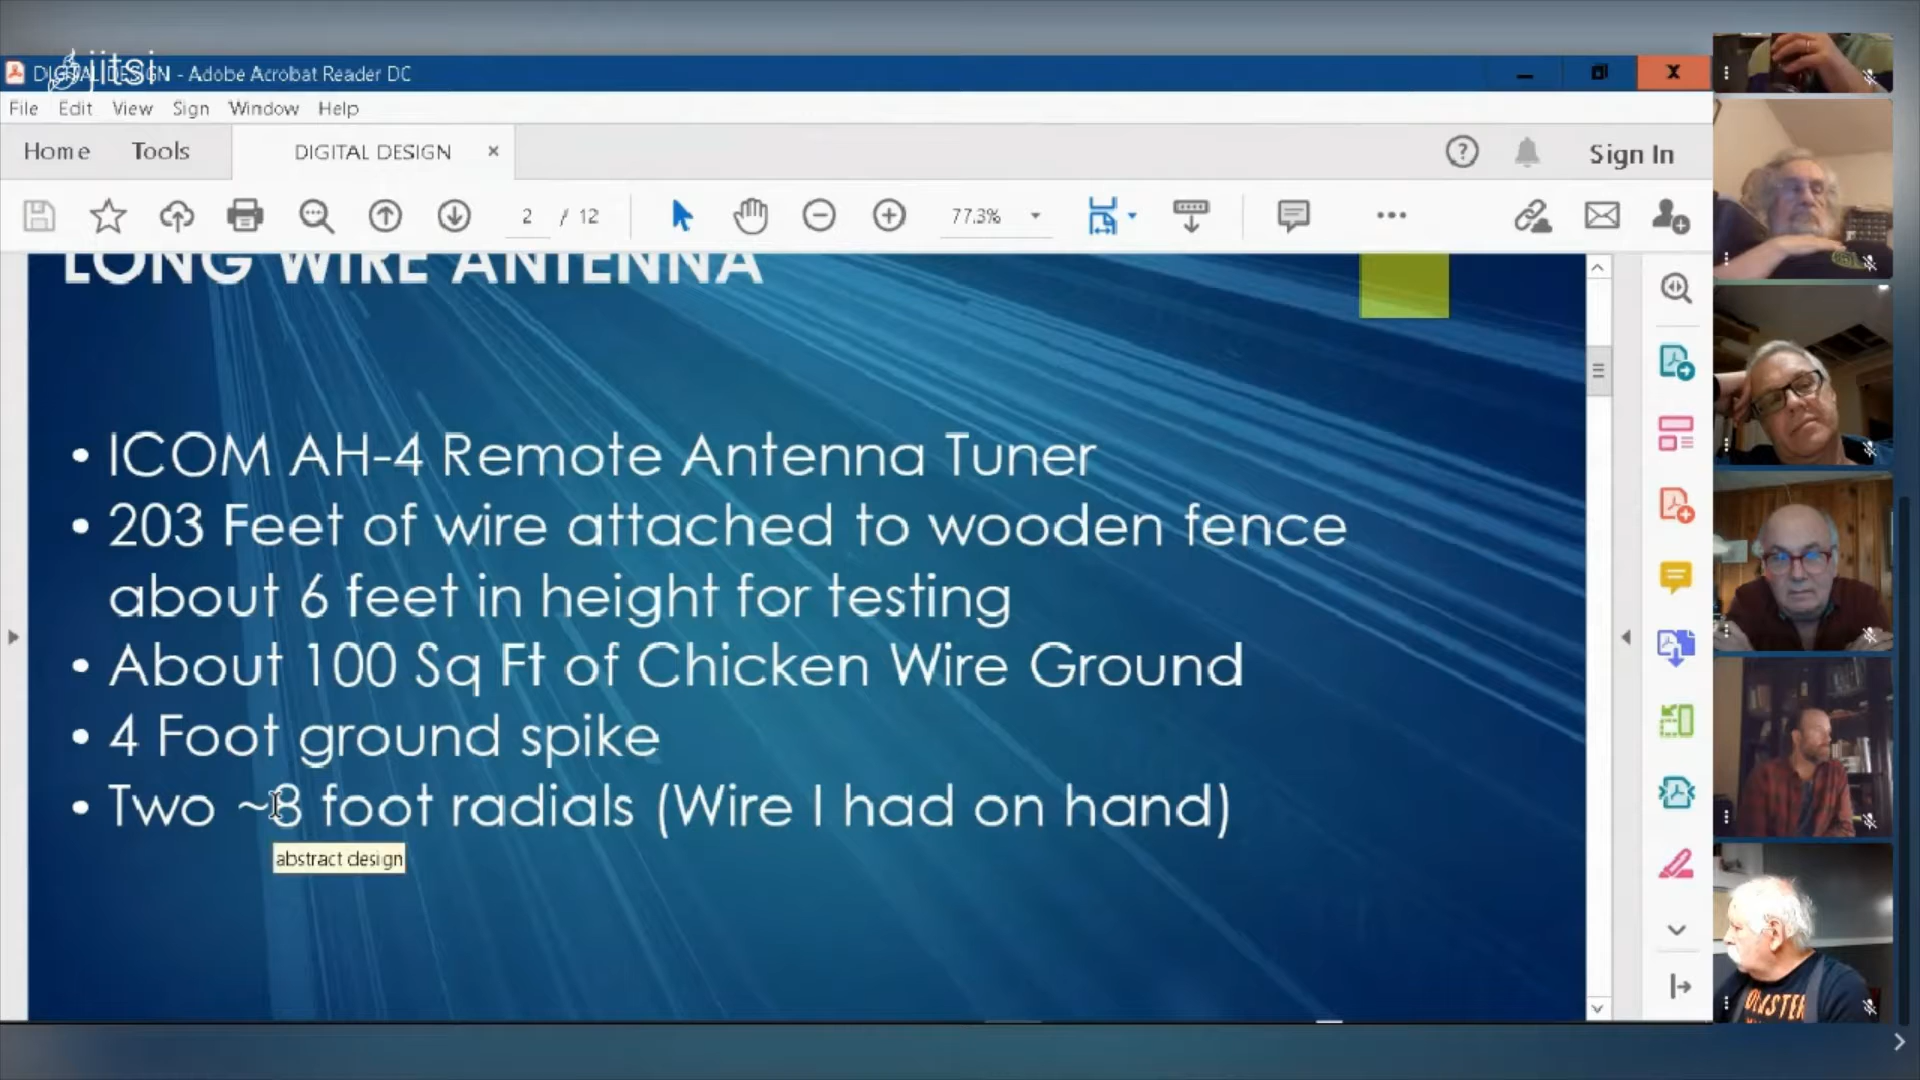 jitsi
DIGITAL DESIGN - Adobe Acrobat Reader DC
File Edit View Sign Window Help
Home Tools DIGITAL DESIGN × Sign In
2 / 12 77.3%
LONG WIRE ANTENNA
• ICOM AH-4 Remote Antenna Tuner
• 203 Feet of wire attached to wooden fence
about 6 feet in height for testing
• About 100 Sq Ft of Chicken Wire Ground
• 4 Foot ground spike
• Two ~8 foot radials (Wire I had on hand)
abstract design